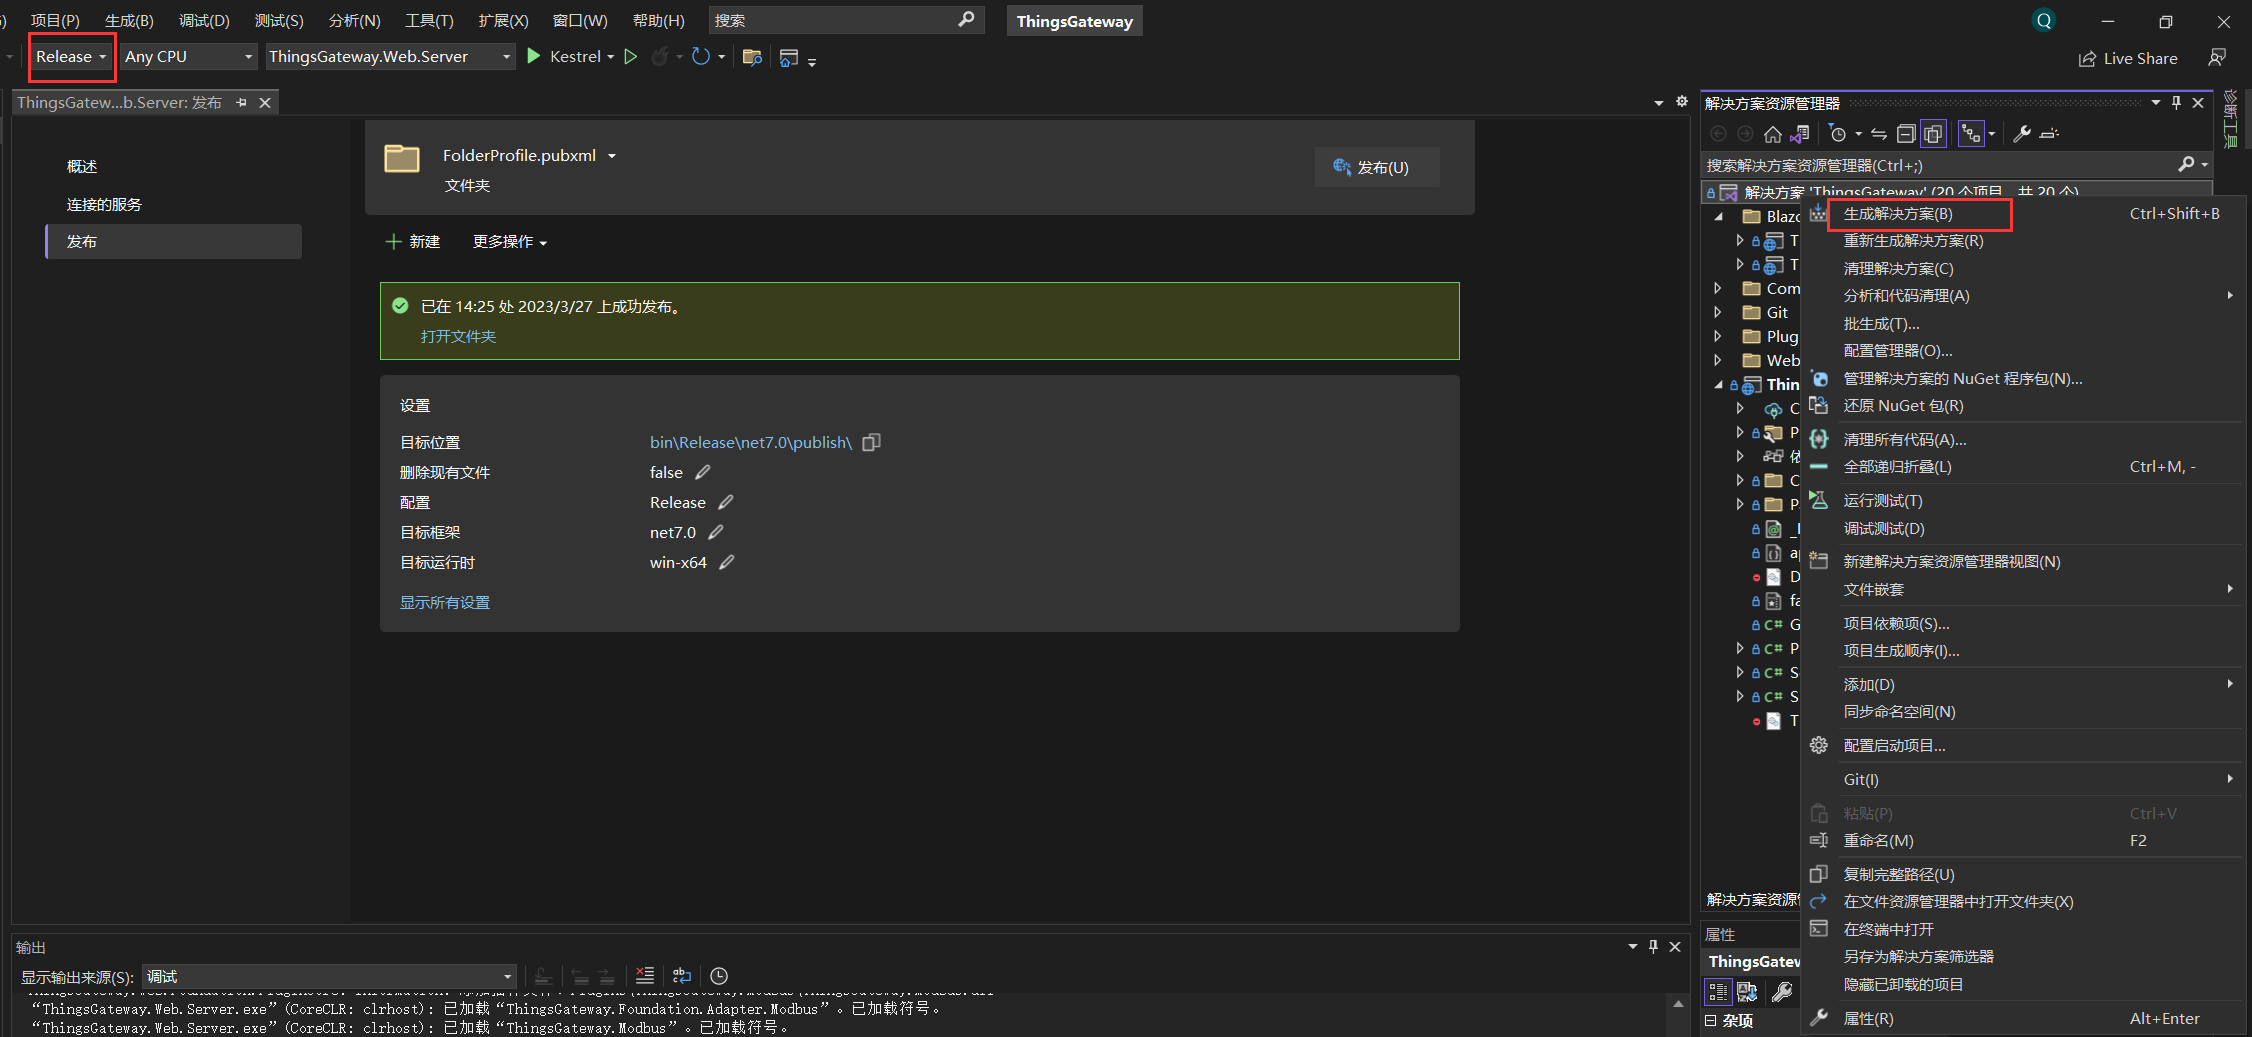 项目(P) 生成(B) 调试(D) 测试(S) 分析(N) 工具(T) 扩展(X) 窗口(W) 帮助(H) 搜索 ThingsGateway Q
Release Any CPU ThingsGateway.Web.Server Kestrel Live Share
ThingsGatew...b.Server: 发布
概述
连接的服务
发布
FolderProfile.pubxml
文件夹
发布(U)
新建 更多操作
已在 14:25 处 2023/3/27 上成功发布。
打开文件夹
设置
目标位置 bin\Release\net7.0\publish\
删除现有文件 false
配置 Release
目标框架 net7.0
目标运行时 win-x64
显示所有设置
输出
显示输出来源(S): 调试
“ThingsGateway.Web.Server.exe”(CoreCLR: clrhost): 已加载“ThingsGateway.Foundation.Adapter.Modbus”。已加载符号。
“ThingsGateway.Web.Server.exe”(CoreCLR: clrhost): 已加载“ThingsGateway.Modbus”。已加载符号。
解决方案资源管理器
诊断工具
搜索解决方案资源管理器(Ctrl+;)
解决方案 'ThingsGateway' (20 个项目，共 20 个)
Blazo
T
T
Com
Git
Plug
Web
Thin
C
P
依
C
P
_I
ap
D
fa
C# G
C# P
C# S
C# S
T
解决方案资源管
属性
ThingsGatew
杂项
生成解决方案(B) Ctrl+Shift+B
重新生成解决方案(R)
清理解决方案(C)
分析和代码清理(A)
批生成(T)...
配置管理器(O)...
管理解决方案的 NuGet 程序包(N)...
还原 NuGet 包(R)
清理所有代码(A)...
全部递归折叠(L) Ctrl+M, -
运行测试(T)
调试测试(D)
新建解决方案资源管理器视图(N)
文件嵌套
项目依赖项(S)...
项目生成顺序(I)...
添加(D)
同步命名空间(N)
配置启动项目...
Git(I)
粘贴(P) Ctrl+V
重命名(M) F2
复制完整路径(U)
在文件资源管理器中打开文件夹(X)
在终端中打开
另存为解决方案筛选器
隐藏已卸载的项目
属性(R) Alt+Enter